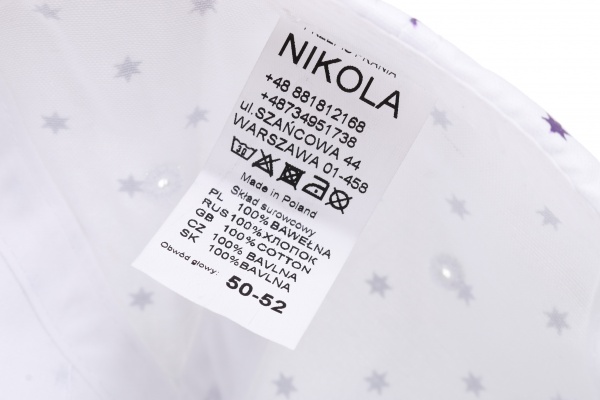 NIKOLA
+48 881812168
+48734951738
ul.SZAŃCOWA 44
WARSZAWA 01-458
Made in Poland
Skład surowcowy
PL 100%BAWEŁNA
RUS 100%ХЛОПОК
GB 100%COTTON
CZ 100% BAVLNA
SK 100%BAVLNA
Obwód głowy: 50-52